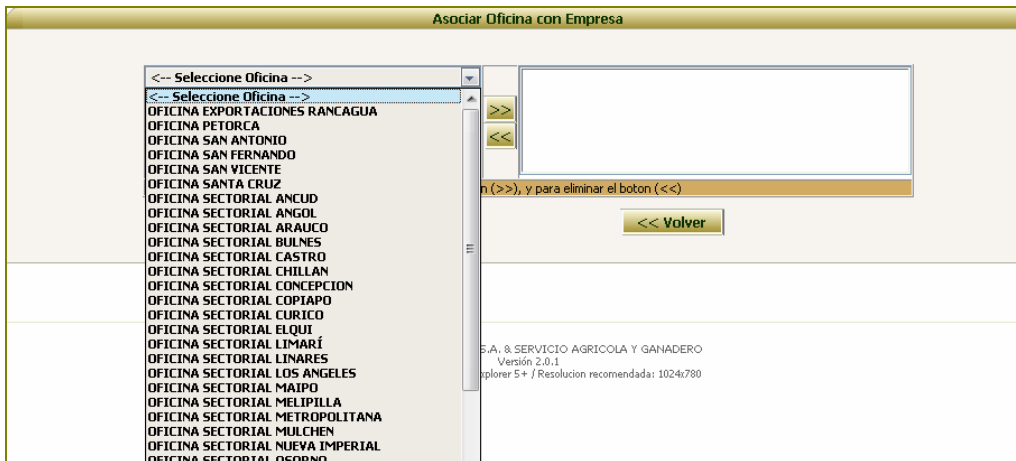 Asociar Oficina con Empresa
<-- Seleccione Oficina -->
<-- Seleccione Oficina -->
OFICINA EXPORTACIONES RANCAGUA
OFICINA PETORCA
OFICINA SAN ANTONIO
OFICINA SAN FERNANDO
OFICINA SAN VICENTE
OFICINA SANTA CRUZ
OFICINA SECTORIAL ANCUD
OFICINA SECTORIAL ANGOL
OFICINA SECTORIAL ARAUCO
OFICINA SECTORIAL BULNES
OFICINA SECTORIAL CASTRO
OFICINA SECTORIAL CHILLAN
OFICINA SECTORIAL CONCEPCION
OFICINA SECTORIAL COPIAPO
OFICINA SECTORIAL CURICO
OFICINA SECTORIAL ELQUI
OFICINA SECTORIAL LIMARÍ
OFICINA SECTORIAL LINARES
OFICINA SECTORIAL LOS ANGELES
OFICINA SECTORIAL MAIPO
OFICINA SECTORIAL MELIPILLA
OFICINA SECTORIAL METROPOLITANA
OFICINA SECTORIAL MULCHEN
OFICINA SECTORIAL NUEVA IMPERIAL
OFICINA SECTORIAL OSORNO
>>
<<
n (>>), y para eliminar el boton (<<)
<< Volver
S.A. & SERVICIO AGRICOLA Y GANADERO
Versión 2.0.1
xplorer 5+ / Resolucion recomendada: 1024x780